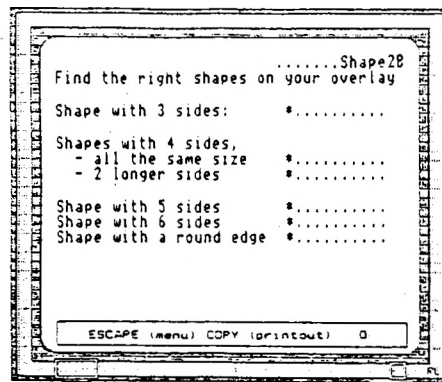 .......Shape2B
Find the right shapes on your overlay
Shape with 3 sides: *..........
Shapes with 4 sides,
- all the same size *..........
- 2 longer sides *..........
Shape with 5 sides *..........
Shape with 6 sides *..........
Shape with a round edge *..........
ESCAPE (menu) COPY (printout) 0